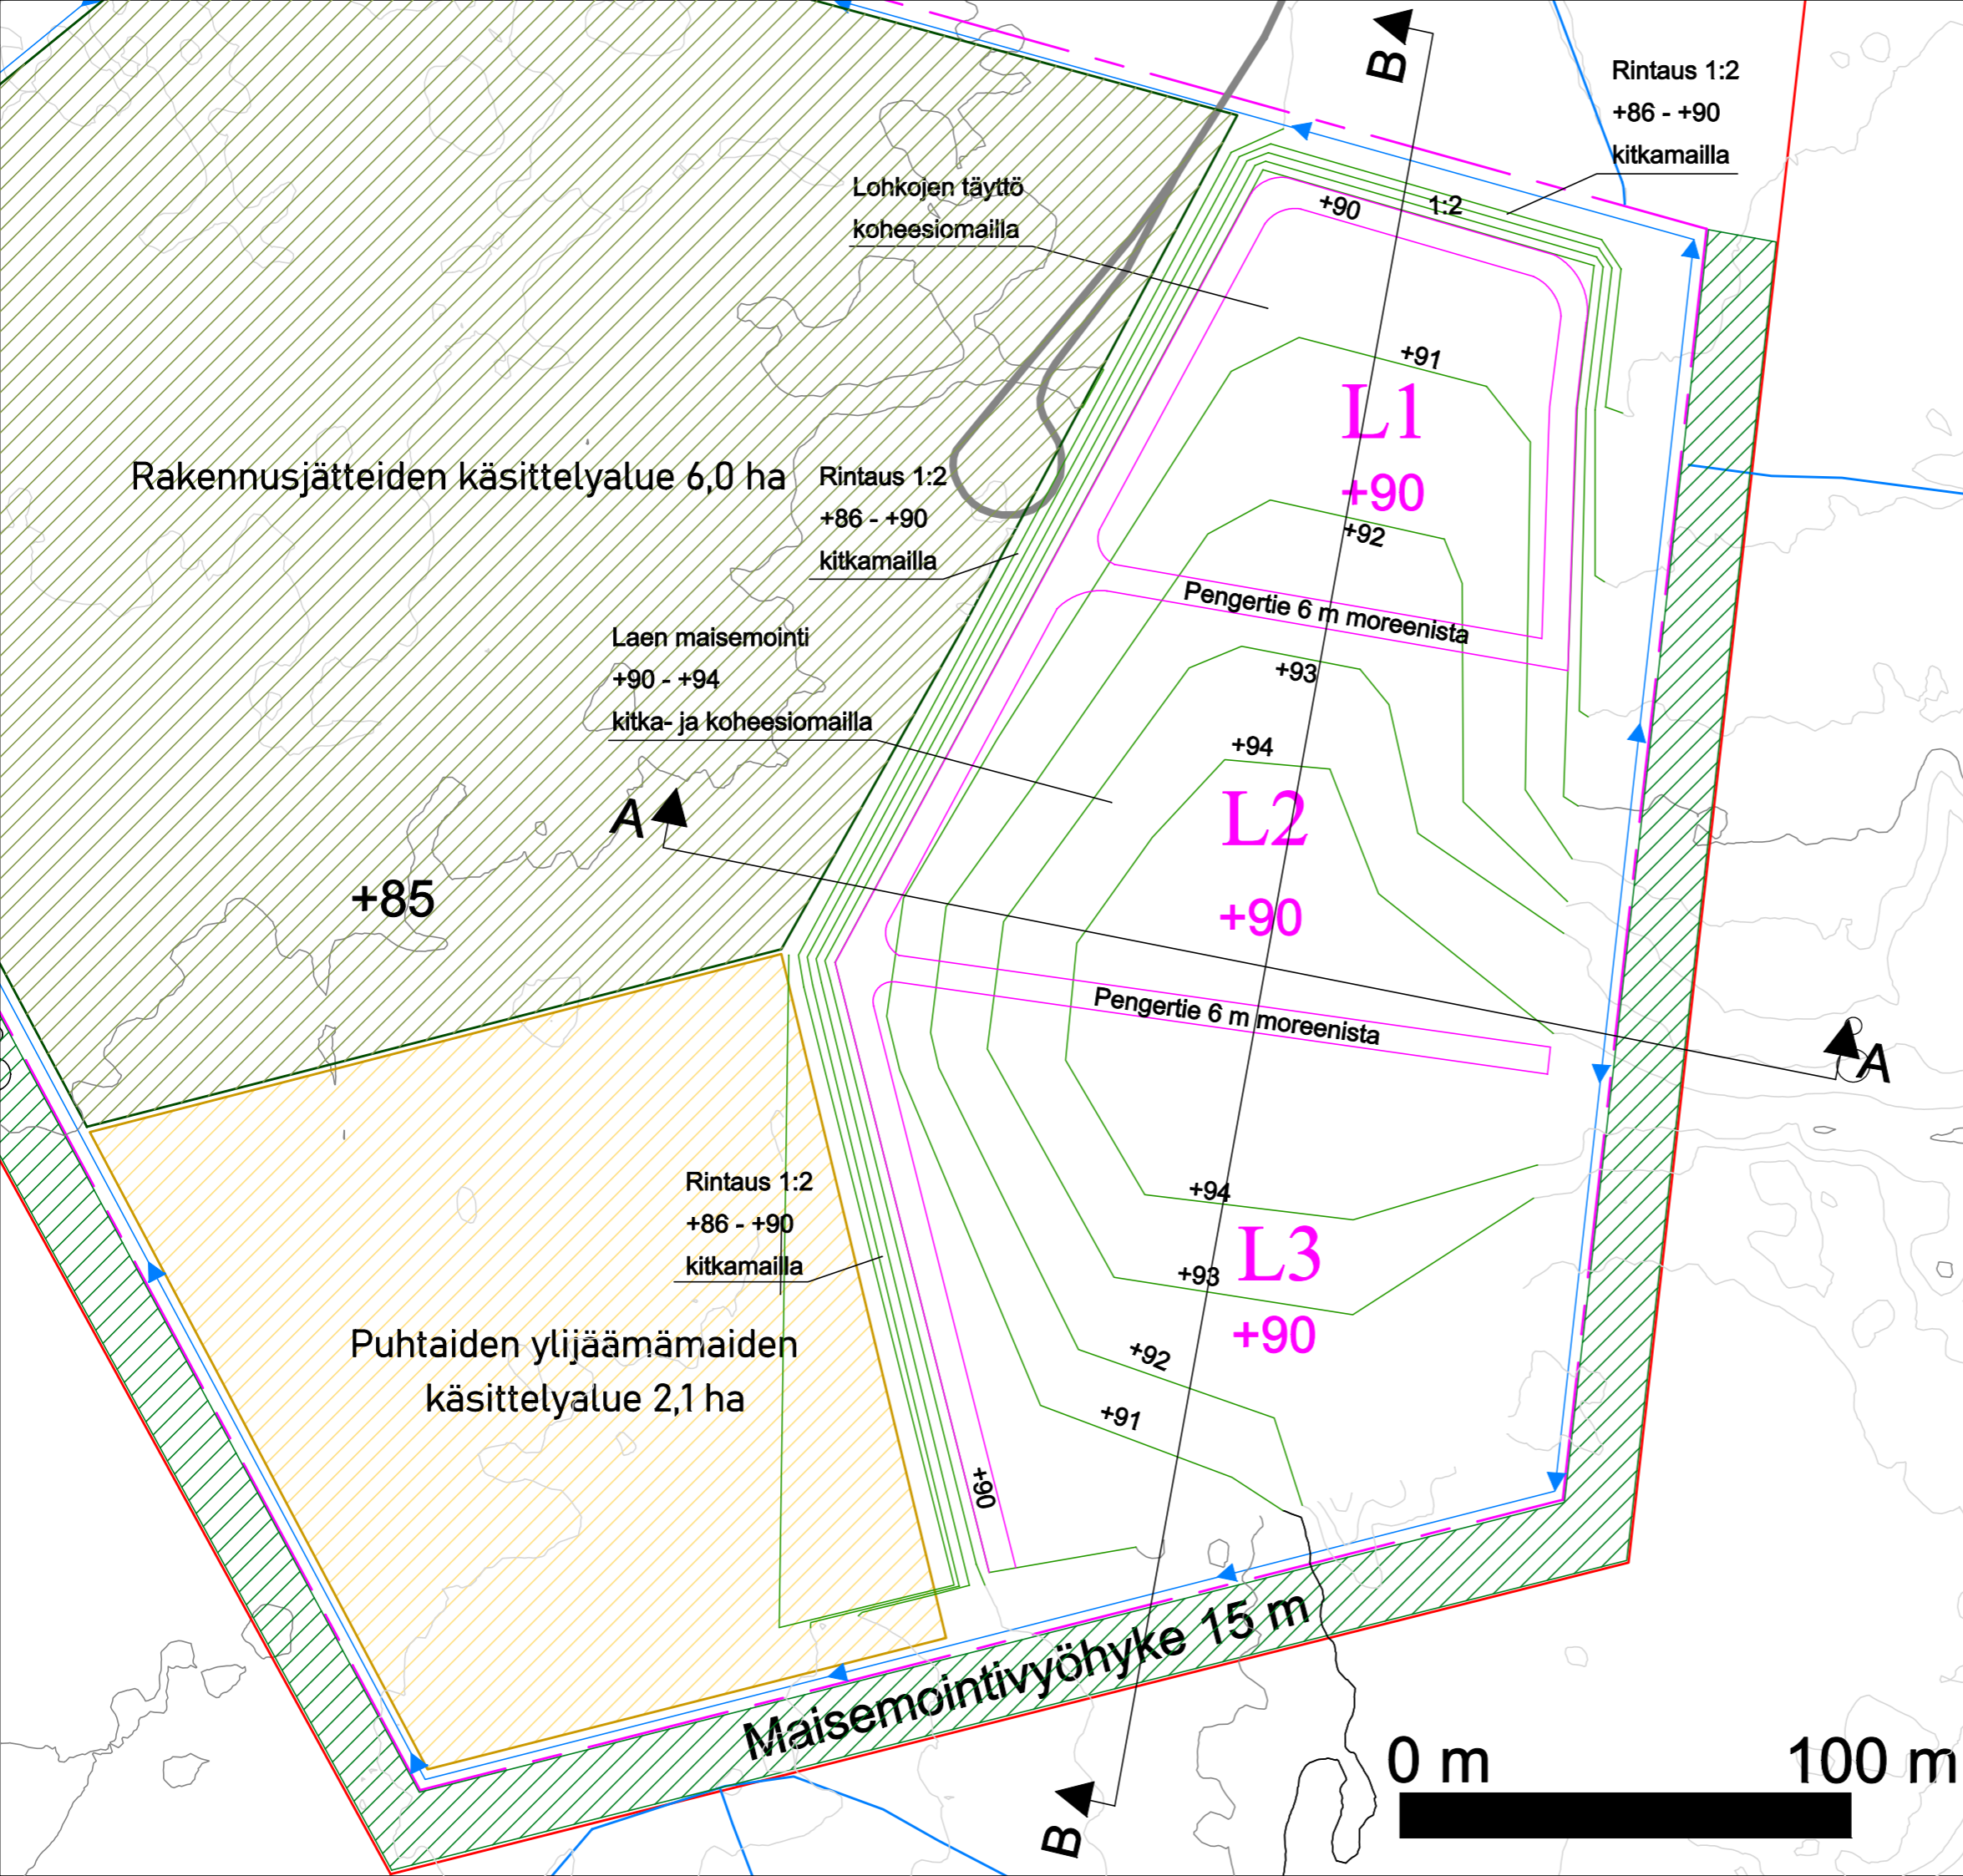 B
Rintaus 1:2
+86 - +90
kitkamailla
Lohkojen täyttö
koheesiomailla
+90
1:2
+91
L1
+90
+92
Rakennusjätteiden käsittelyalue 6,0 ha
Rintaus 1:2
+86 - +90
kitkamailla
Pengertie 6 m moreenista
Laen maisemointi
+90 - +94
kitka- ja koheesiomailla
+93
+94
L2
+90
A
+85
Pengertie 6 m moreenista
A
Rintaus 1:2
+86 - +90
kitkamailla
+94
L3
+93
+90
Puhtaiden ylijäämämaiden
käsittelyalue 2,1 ha
+92
+91
+90
Maisemointivyöhyke 15 m
0 m
100 m
B